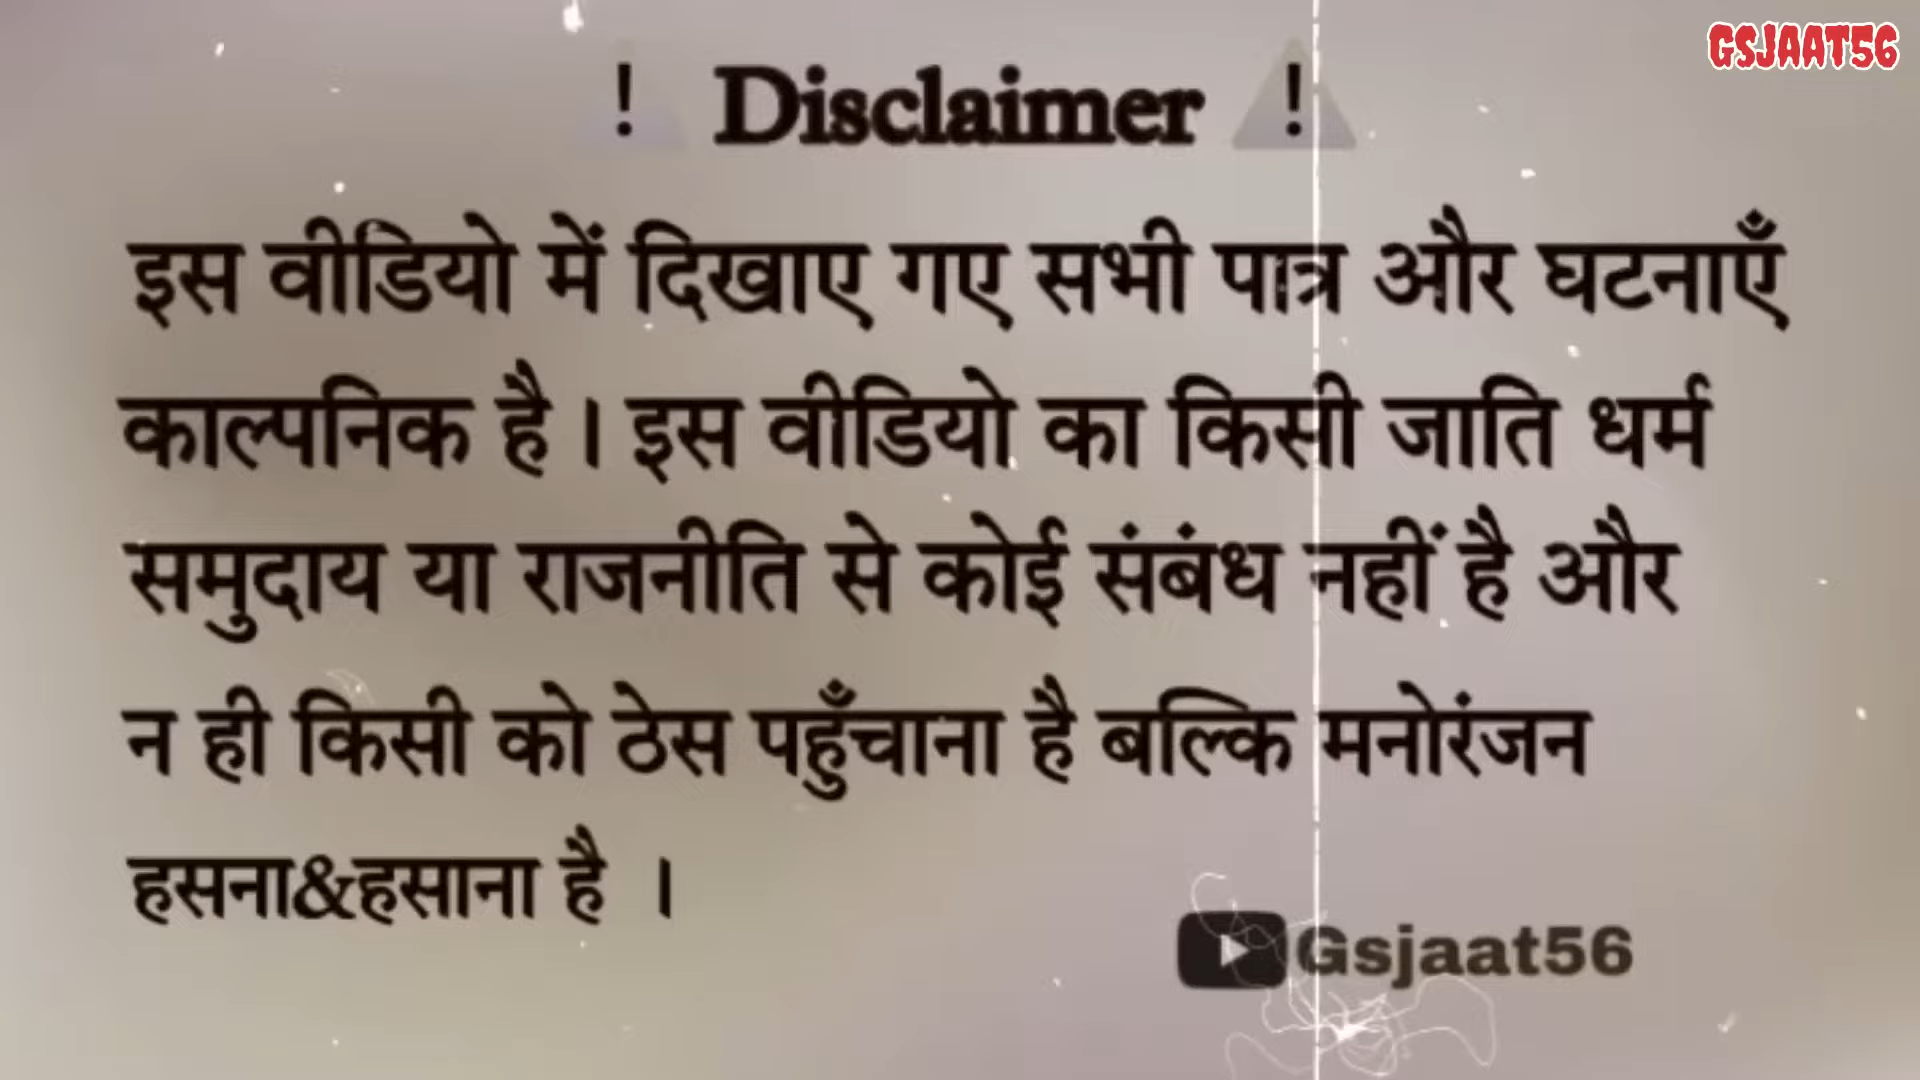 GSJAAT56
! Disclaimer !
इस वीडियो में दिखाए गए सभी पात्र और घटनाएँ
काल्पनिक है । इस वीडियो का किसी जाति धर्म
समुदाय या राजनीति से कोई संबंध नहीं है और
न ही किसी को ठेस पहुँचाना है बल्कि मनोरंजन
हसना&हसाना है ।
Gsjaat56